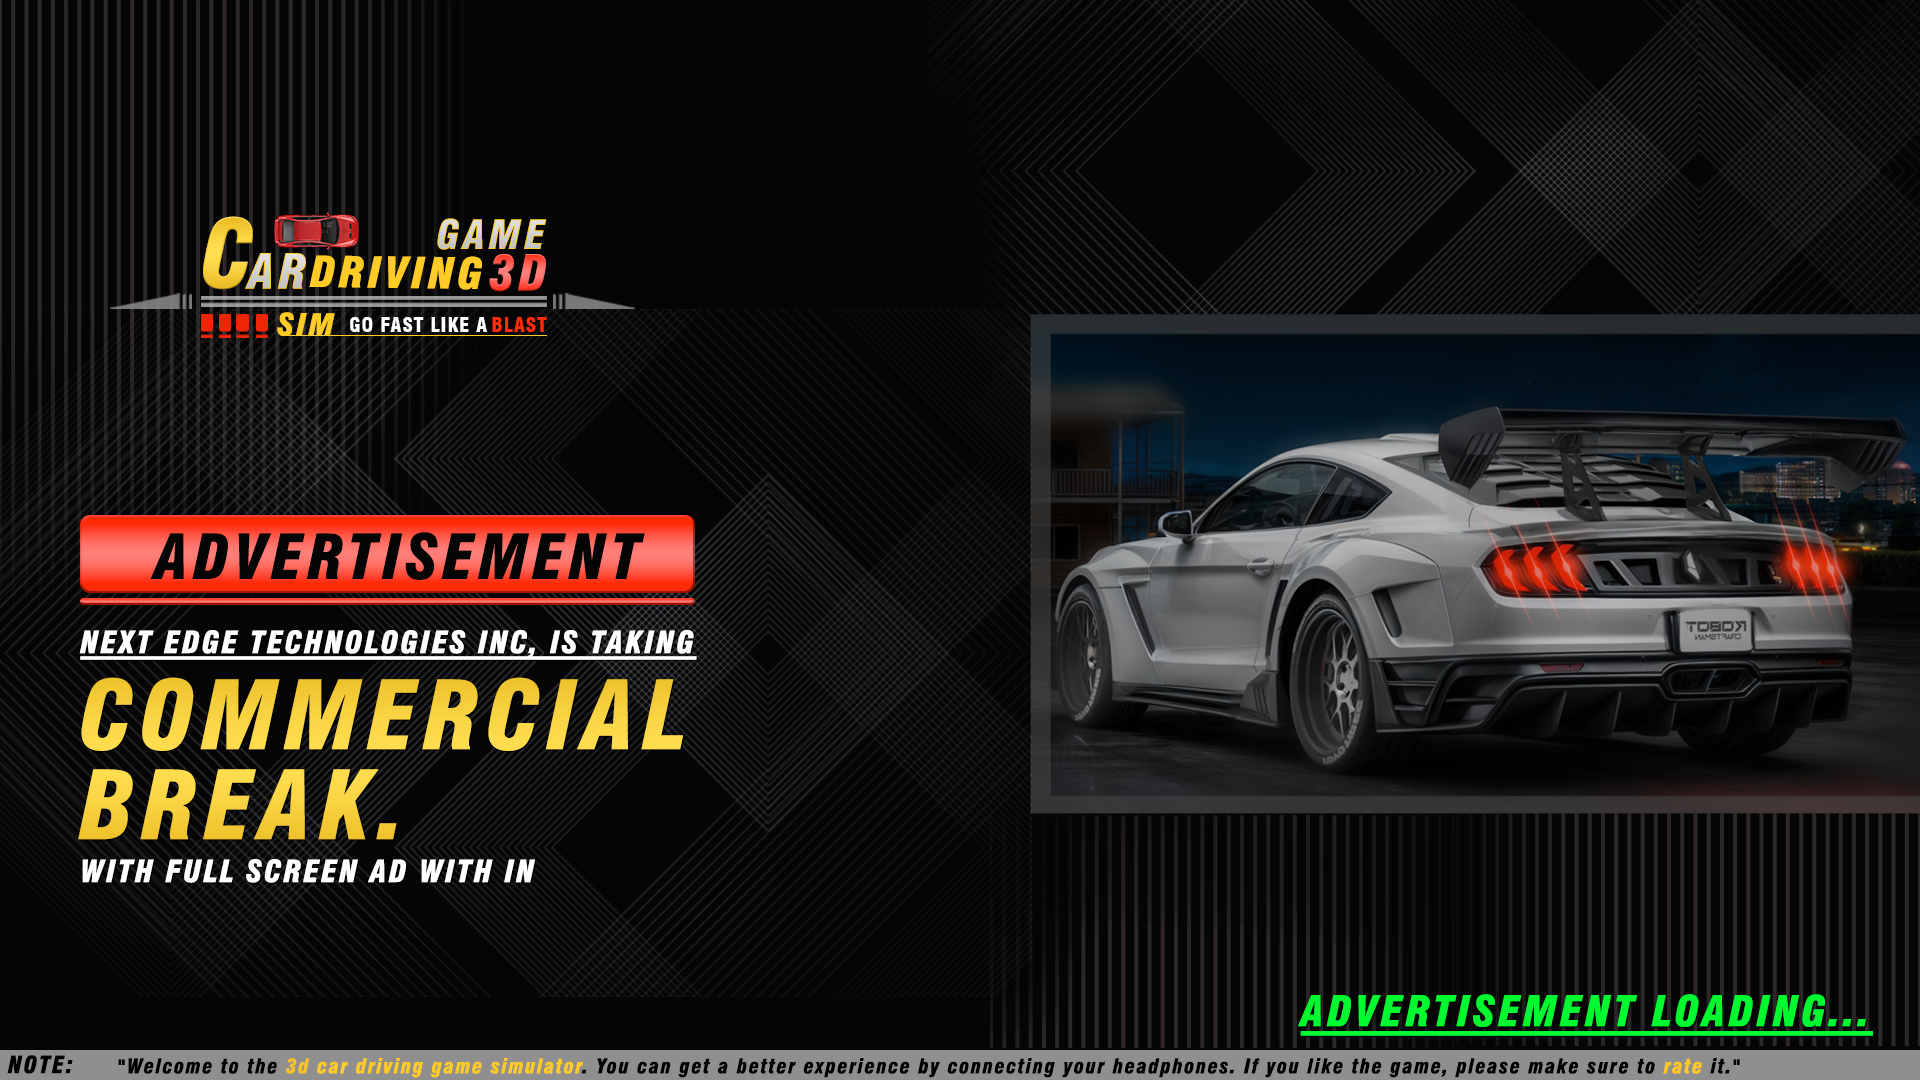 GAME
CARDRIVING 3D
SIM GO FAST LIKE A BLAST
ADVERTISEMENT
NEXT EDGE TECHNOLOGIES INC, IS TAKING
COMMERCIAL
BREAK.
WITH FULL SCREEN AD WITH IN
ROBOT
CRAFTSMAN
ADVERTISEMENT LOADING...
NOTE: "Welcome to the 3d car driving game simulator. You can get a better experience by connecting your headphones. If you like the game, please make sure to rate it."